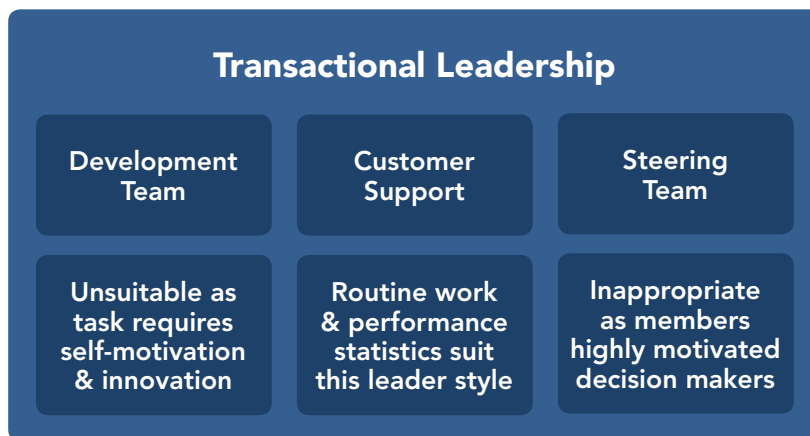 Transactional Leadership
Development
Team
Customer
Support
Steering
Team
Unsuitable as
task requires
self-motivation
& innovation
Routine work
& performance
statistics suit
this leader style
Inappropriate
as members
highly motivated
decision makers